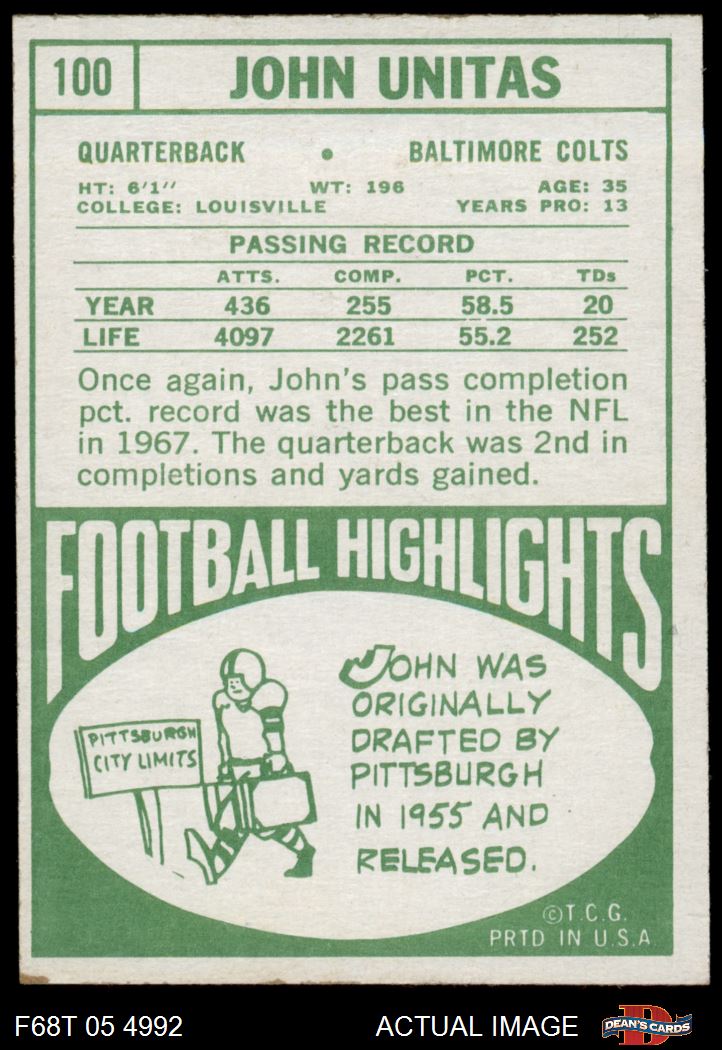 100 JOHN UNITAS
QUARTERBACK • BALTIMORE COLTS
HT: 6'1" WT: 196 AGE: 35
COLLEGE: LOUISVILLE YEARS PRO: 13
PASSING RECORD
ATTS. COMP. PCT. TDs
YEAR 436 255 58.5 20
LIFE 4097 2261 55.2 252
Once again, John's pass completion
pct. record was the best in the NFL
in 1967. The quarterback was 2nd in
completions and yards gained.
FOOTBALL HIGHLIGHTS
PITTSBURGH
CITY LIMITS
JOHN WAS
ORIGINALLY
DRAFTED BY
PITTSBURGH
IN 1955 AND
RELEASED.
©T.C.G.
PRTD IN U.S.A
F68T 05 4992 ACTUAL IMAGE D DEAN'S CARDS